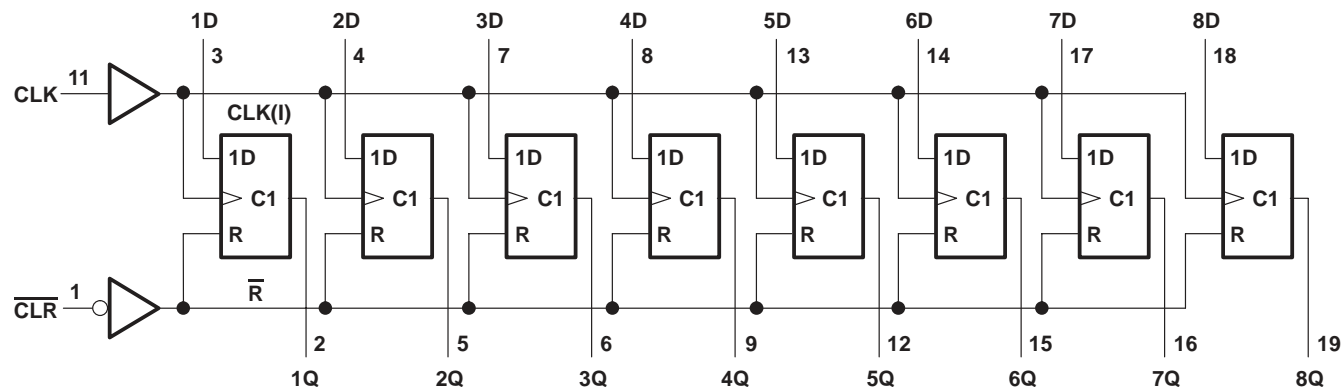 1D 2D 3D 4D 5D 6D 7D 8D
3 4 7 8 13 14 17 18
CLK 11
CLK(I)
1D 1D 1D 1D 1D 1D 1D 1D
C1 C1 C1 C1 C1 C1 C1 C1
R R R R R R R R
C̅L̅R̅ 1 R̅
2 5 6 9 12 15 16 19
1Q 2Q 3Q 4Q 5Q 6Q 7Q 8Q